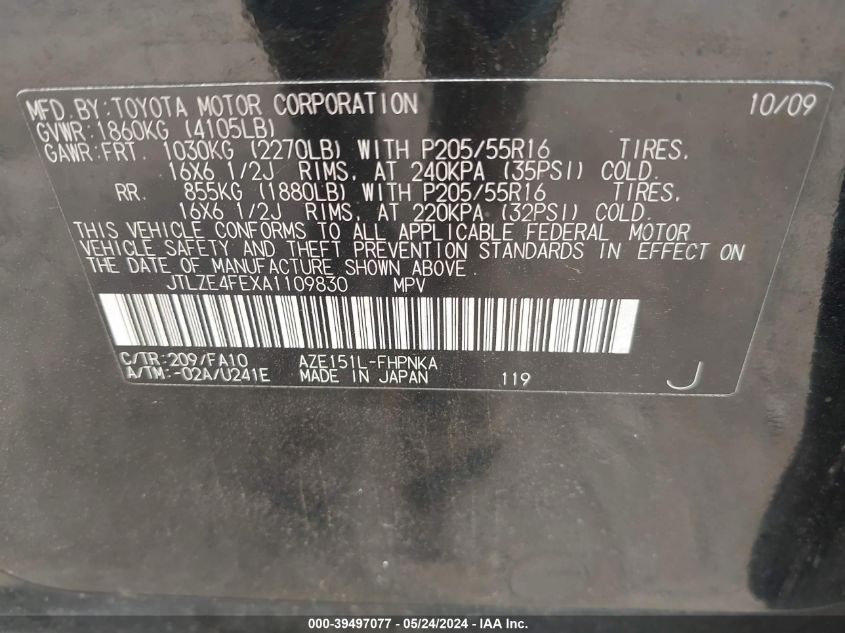 MFD.BY:TOYOTA MOTOR CORPORATION 10/09
GVWR:1860KG (4105LB)
GAWR:FRT. 1030KG (2270LB) WITH P205/55R16 TIRES,
16X6 1/2J RIMS, AT 240KPA (35PSI) COLD.
RR. 855KG (1880LB) WITH P205/55R16 TIRES,
16X6 1/2J RIMS, AT 220KPA (32PSI) COLD.
THIS VEHICLE CONFORMS TO ALL APPLICABLE FEDERAL MOTOR
VEHICLE SAFETY AND THEFT PREVENTION STANDARDS IN EFFECT ON
THE DATE OF MANUFACTURE SHOWN ABOVE.
JTLZE4FEXA1109830 MPV
C/TR:209/FA10 AZE151L-FHPNKA
A/TM:-02A/U241E MADE IN JAPAN 119 J
000-39497077 - 05/24/2024 - IAA Inc.